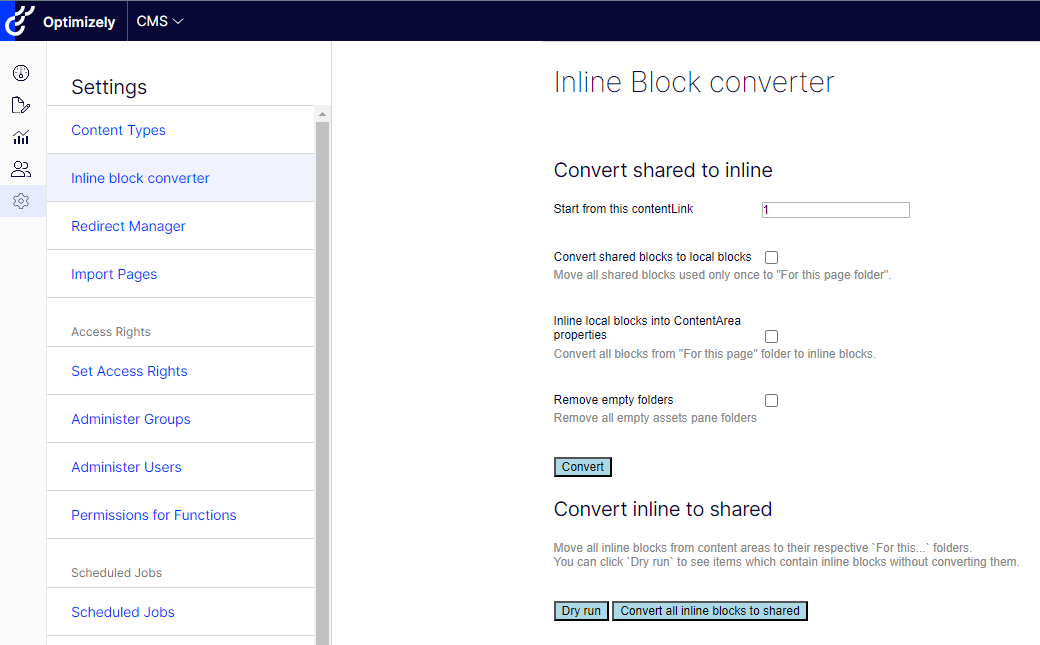 Optimizely CMS
Settings
Content Types
Inline block converter
Redirect Manager
Import Pages
Access Rights
Set Access Rights
Administer Groups
Administer Users
Permissions for Functions
Scheduled Jobs
Scheduled Jobs
Inline Block converter
Convert shared to inline
Start from this contentLink 1
Convert shared blocks to local blocks
Move all shared blocks used only once to "For this page folder".
Inline local blocks into ContentArea
properties
Convert all blocks from "For this page" folder to inline blocks.
Remove empty folders
Remove all empty assets pane folders
Convert
Convert inline to shared
Move all inline blocks from content areas to their respective `For this...` folders.
You can click `Dry run` to see items which contain inline blocks without converting them.
Dry run Convert all inline blocks to shared